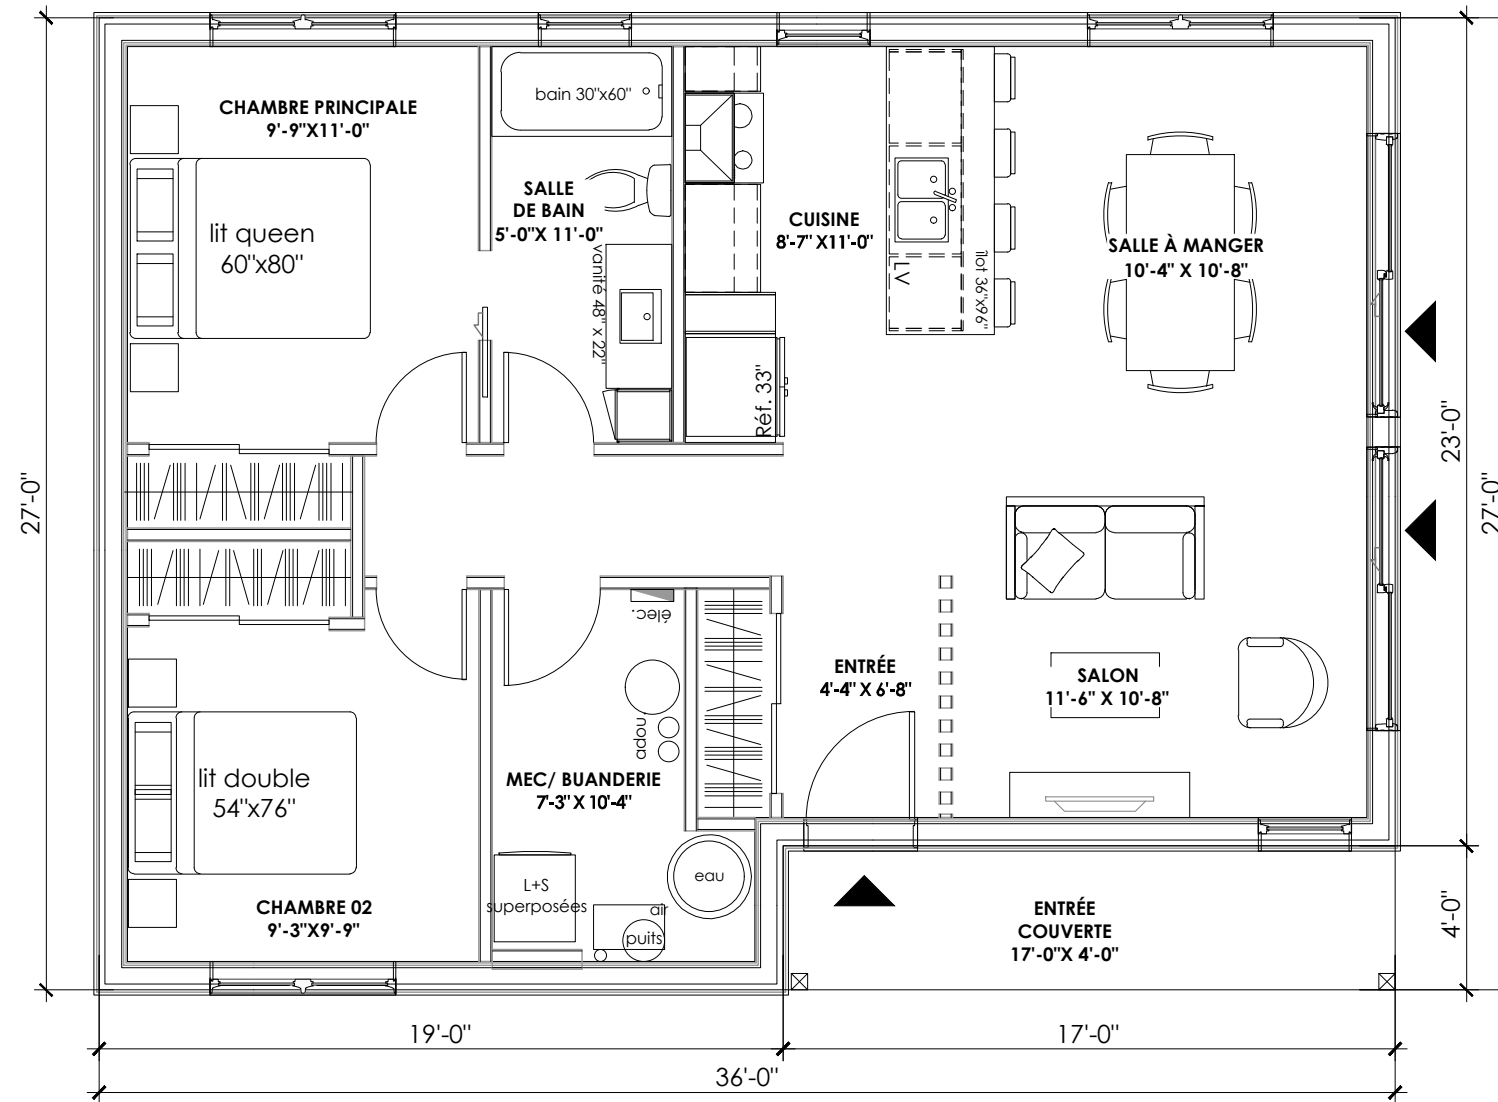 CHAMBRE PRINCIPALE
9'-9"X11'-0"
lit queen
60"x80"
bain 30"x60"
SALLE
DE BAIN
5'-0"X 11'-0"
vanité 48" x 22"
CUISINE
8'-7" X11'-0"
LV
îlot 36"x96"
Réf. 33"
SALLE À MANGER
10'-4" X 10'-8"
27'-0"
23'-0"
27'-0"
élec.
adou.
ENTRÉE
4'-4" X 6'-8"
SALON
11'-6" X 10'-8"
lit double
54"x76"
MEC/ BUANDERIE
7'-3" X 10'-4"
L+S
superposées
eau
air
puits
CHAMBRE 02
9'-3"X9'-9"
ENTRÉE
COUVERTE
17'-0"X 4'-0"
4'-0"
19'-0"
17'-0"
36'-0"